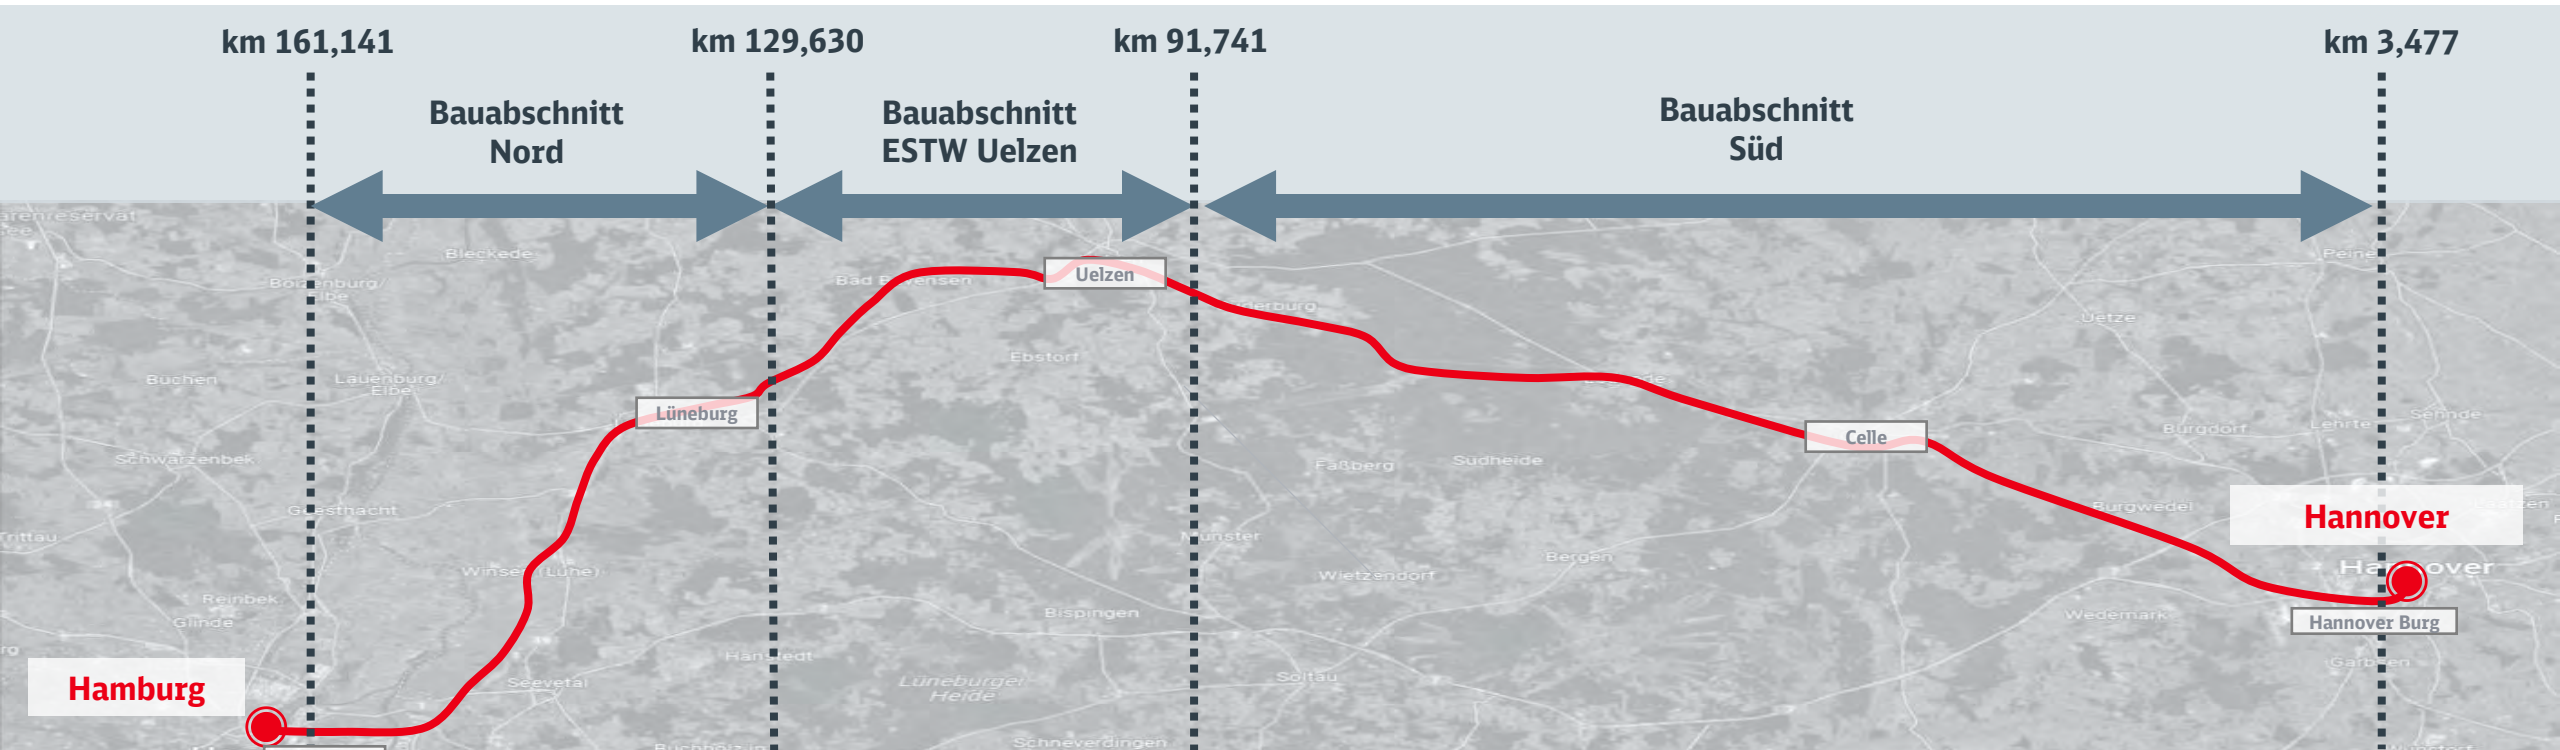 km 161,141
km 129,630
km 91,741
km 3,477
Bauabschnitt
Nord
Bauabschnitt
ESTW Uelzen
Bauabschnitt
Süd
Bleckede
Peine
Uelzen
Uetze
Ebstorf
Büchen
Lauenburg/
Elbe
Lüneburg
Celle
Burgdorf
Lehrte
Sehnde
Schwarzenbek
Faßberg
Südheide
Geesthacht
Burgwedel
Hannover
Trittau
Munster
Bergen
Winsen (Luhe)
Wietzendorf
Reinbek
Glinde
Bispingen
Wedemark
Hannover Burg
Hanstedt
Garbsen
Hamburg
Seevetal
Lüneburger
Heide
Soltau
Schneverdingen